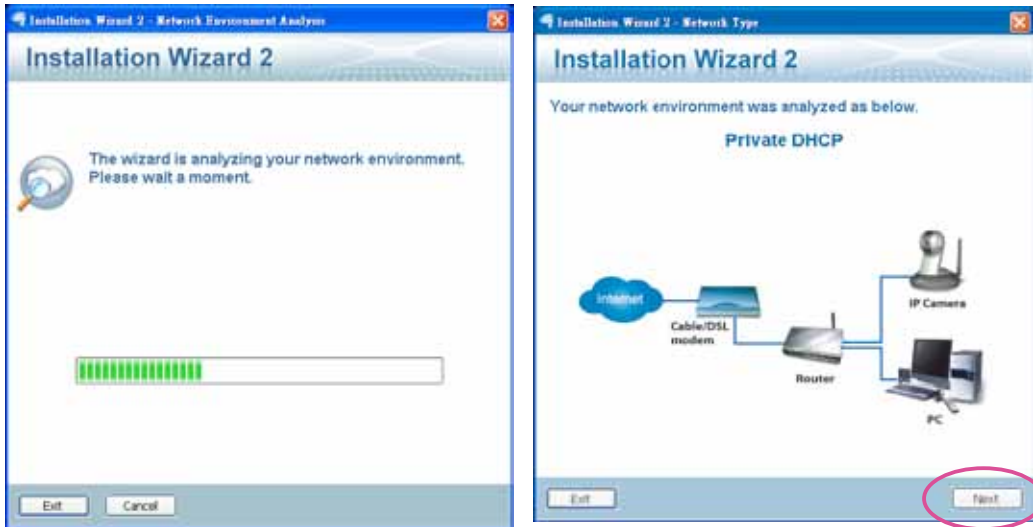 Installation Wizard 2 - Network Environment Analysis
Installation Wizard 2
The wizard is analyzing your network environment.
Please wait a moment.
Exit
Cancel
Installation Wizard 2 - Network Type
Installation Wizard 2
Your network environment was analyzed as below.
Private DHCP
Internet
Cable/DSL
modem
Router
IP Camera
PC
Exit
Next